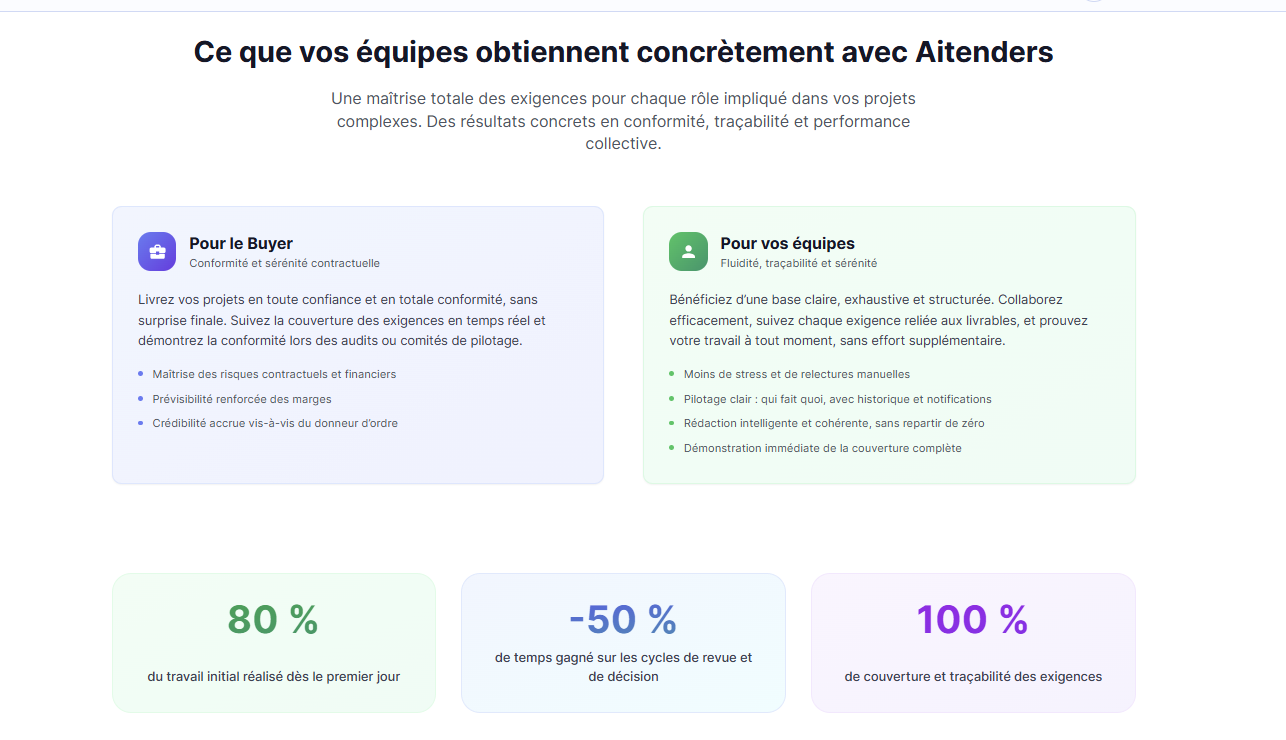 Ce que vos équipes obtiennent concrètement avec Aitenders
Une maîtrise totale des exigences pour chaque rôle impliqué dans vos projets
complexes. Des résultats concrets en conformité, traçabilité et performance
collective.
Pour le Buyer
Conformité et sérénité contractuelle
Livrez vos projets en toute confiance et en totale conformité, sans
surprise finale. Suivez la couverture des exigences en temps réel et
démontrez la conformité lors des audits ou comités de pilotage.
Maîtrise des risques contractuels et financiers
Prévisibilité renforcée des marges
Crédibilité accrue vis-à-vis du donneur d’ordre
Pour vos équipes
Fluidité, traçabilité et sérénité
Bénéficiez d’une base claire, exhaustive et structurée. Collaborez
efficacement, suivez chaque exigence reliée aux livrables, et prouvez
votre travail à tout moment, sans effort supplémentaire.
Moins de stress et de relectures manuelles
Pilotage clair : qui fait quoi, avec historique et notifications
Rédaction intelligente et cohérente, sans repartir de zéro
Démonstration immédiate de la couverture complète
80 %
du travail initial réalisé dès le premier jour
-50 %
de temps gagné sur les cycles de revue et
de décision
100 %
de couverture et traçabilité des exigences